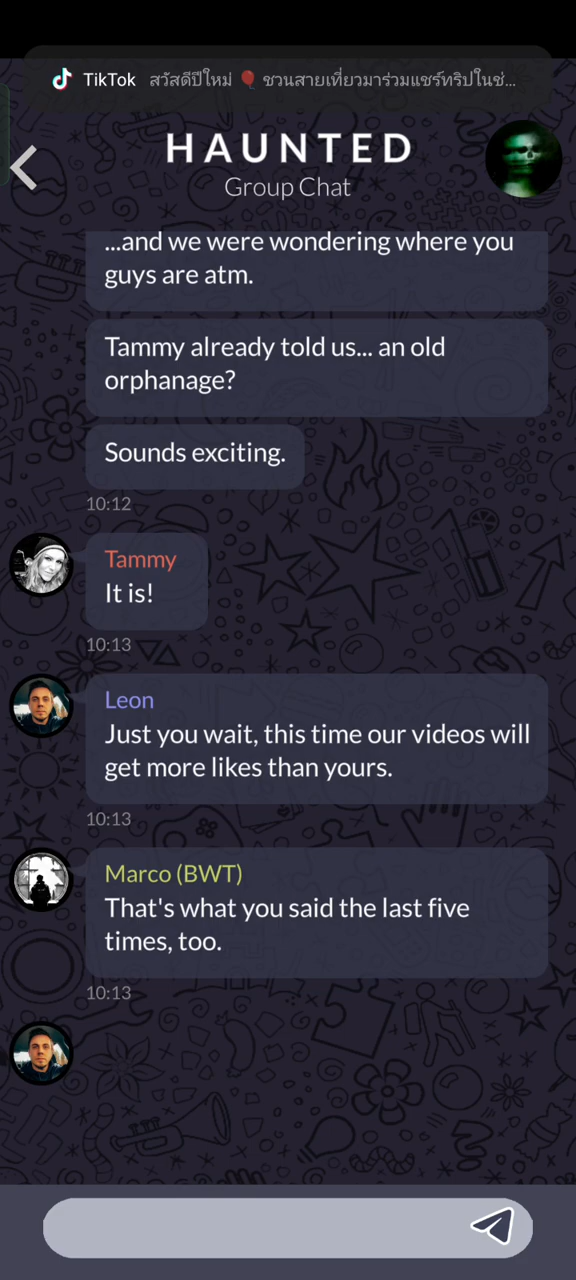 TikTok สวัสดีปีใหม่ 🎈 ชวนสายเที่ยวมาร่วมแชร์ทริปในช่...
HAUNTED
Group Chat
...and we were wondering where you
guys are atm.
Tammy already told us... an old
orphanage?
Sounds exciting.
10:12
Tammy
It is!
10:13
Leon
Just you wait, this time our videos will
get more likes than yours.
10:13
Marco (BWT)
That's what you said the last five
times, too.
10:13